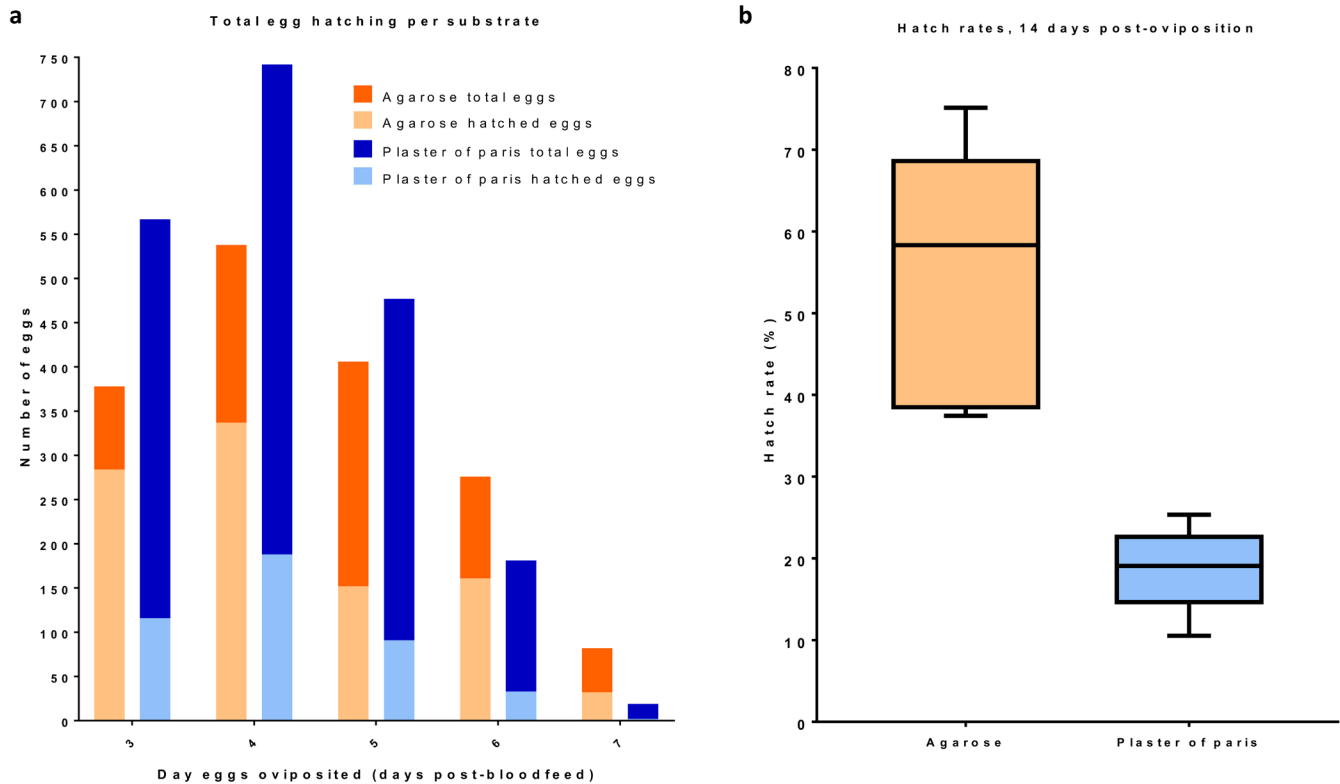 a
Total egg hatching per substrate
750
700
650
600
550
500
450
400
350
300
250
200
150
100
50
0
Number of eggs
Agarose total eggs
Agarose hatched eggs
Plaster of paris total eggs
Plaster of paris hatched eggs
3 4 5 6 7
Day eggs oviposited (days post-bloodfeed)
b
Hatch rates, 14 days post-oviposition
80
70
60
50
40
30
20
10
0
Hatch rate (%)
Agarose Plaster of paris